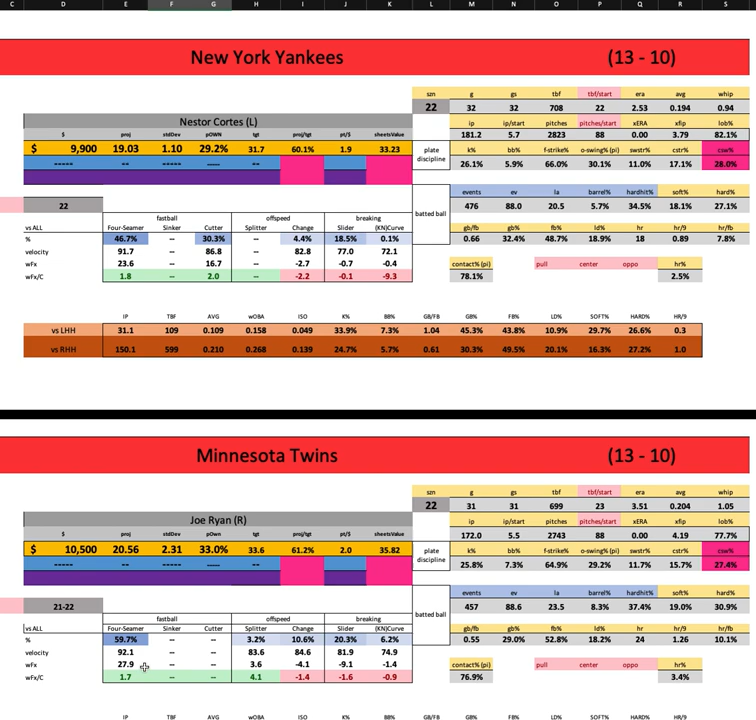 C D E F G H I J K L M N O P Q R S
New York Yankees (13 - 10)
szn g gs tbf tbf/start era avg whip
22 32 32 708 22 2.53 0.194 0.94
Nestor Cortes (L) ip ip/start pitches pitches/start xERA xfip lob%
$ proj stdDev pOWN tgt proj/tgt pt/$ sheetsValue 181.2 5.7 2823 88 0.00 3.79 82.1%
$ 9,900 19.03 1.10 29.2% 31.7 60.1% 1.9 33.23 plate discipline k% bb% f-strike% o-swing% (pi) swstr% cstr% csw%
----- -- ----- —— -- 26.1% 5.9% 66.0% 30.1% 11.0% 17.1% 28.0%
events ev la barrel% hardhit% soft% hard%
22 batted ball 476 88.0 20.5 5.7% 34.5% 18.1% 27.1%
fastball offspeed breaking gb/fb gb% fb% ld% hr hr/9 hr/fb
vs ALL Four-Seamer Sinker Cutter Splitter Change Slider (KN)Curve 0.66 32.4% 48.7% 18.9% 18 0.89 7.8%
% 46.7% -- 30.3% -- 4.4% 18.5% 0.1%
velocity 91.7 -- 86.8 -- 82.8 77.0 72.1
wFx 23.6 -- 16.7 -- -2.7 -0.7 -0.4 contact% (pi) pull center oppo hr%
wFx/C 1.8 -- 2.0 -- -2.2 -0.1 -9.3 78.1% 2.5%
IP TBF AVG wOBA ISO K% BB% GB/FB GB% FB% LD% SOFT% HARD% HR/9
vs LHH 31.1 109 0.109 0.158 0.049 33.9% 7.3% 1.04 45.3% 43.8% 10.9% 29.7% 26.6% 0.3
vs RHH 150.1 599 0.210 0.268 0.139 24.7% 5.7% 0.61 30.3% 49.5% 20.1% 16.3% 27.2% 1.0
Minnesota Twins (13 - 10)
szn g gs tbf tbf/start era avg whip
22 31 31 699 23 3.51 0.204 1.05
Joe Ryan (R) ip ip/start pitches pitches/start xERA xfip lob%
$ proj stdDev pOwn tgt proj/tgt pt/$ sheetsValue 172.0 5.5 2743 88 0.00 4.19 77.7%
$ 10,500 20.56 2.31 33.0% 33.6 61.2% 2.0 35.82 plate discipline k% bb% f-strike% o-swing% (pi) swstr% cstr% csw%
----- -- ----- —— -- 25.8% 7.3% 64.9% 29.2% 11.7% 15.7% 27.4%
events ev la barrel% hardhit% soft% hard%
21-22 batted ball 457 88.6 23.5 8.3% 37.4% 19.0% 30.9%
fastball offspeed breaking gb/fb gb% fb% ld% hr hr/9 hr/fb
vs ALL Four-Seamer Sinker Cutter Splitter Change Slider (KN)Curve 0.55 29.0% 52.8% 18.2% 24 1.26 10.1%
% 59.7% -- -- 3.2% 10.6% 20.3% 6.2%
velocity 92.1 -- -- 83.6 84.6 81.9 74.9
wFx 27.9 -- -- 3.6 -4.1 -9.1 -1.4 contact% (pi) pull center oppo hr%
wFx/C 1.7 -- -- 4.1 -1.4 -1.6 -0.9 76.9% 3.4%
IP TBF AVG wOBA ISO K% BB% GB/FB GB% FB% LD% SOFT% HARD% HR/9